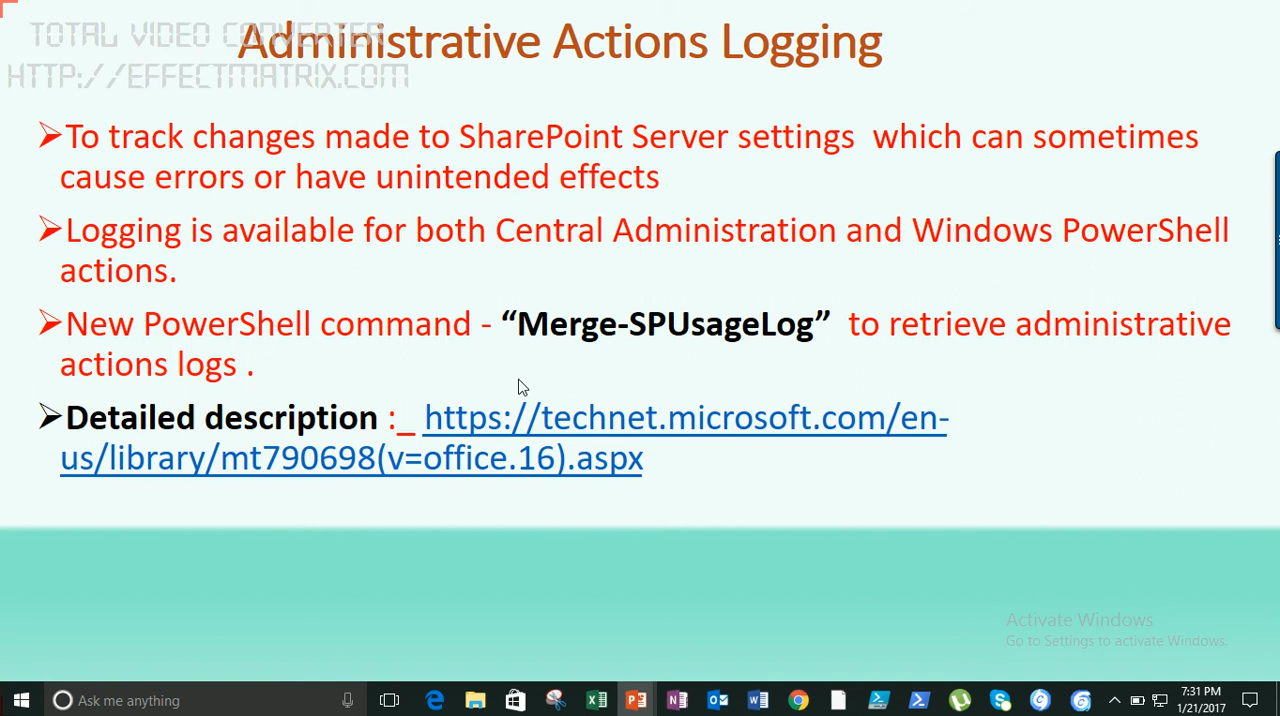 TOTAL VIDEO CONVERTER
HTTP://EFFECTMATRIX.COM
Administrative Actions Logging
➢To track changes made to SharePoint Server settings which can sometimes
cause errors or have unintended effects
➢Logging is available for both Central Administration and Windows PowerShell
actions.
➢New PowerShell command - “Merge-SPUsageLog” to retrieve administrative
actions logs .
➢Detailed description :_ https://technet.microsoft.com/en-
us/library/mt790698(v=office.16).aspx
Activate Windows
Go to Settings to activate Windows.
Ask me anything
7:31 PM
1/21/2017